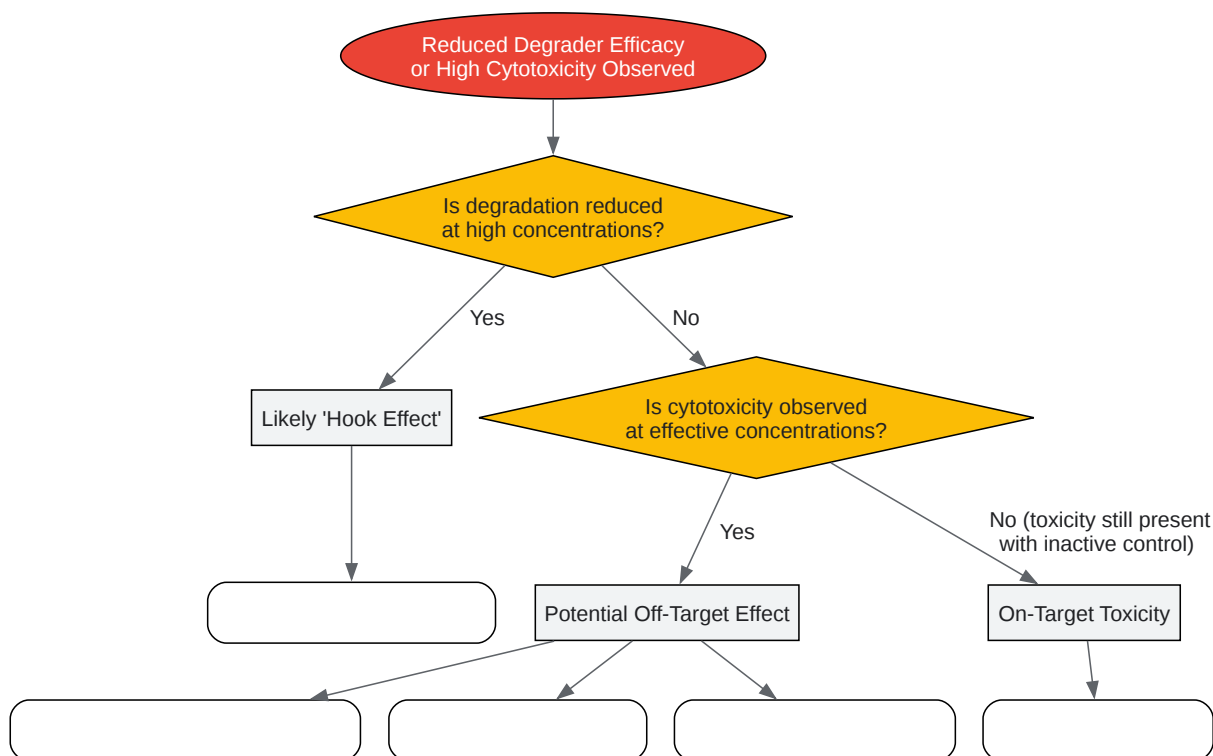 Reduced Degrader Efficacy
or High Cytotoxicity Observed
Is degradation reduced
at high concentrations?
Yes
No
Likely 'Hook Effect'
Is cytotoxicity observed
at effective concentrations?
Yes
No (toxicity still present
with inactive control)
Potential Off-Target Effect
On-Target Toxicity